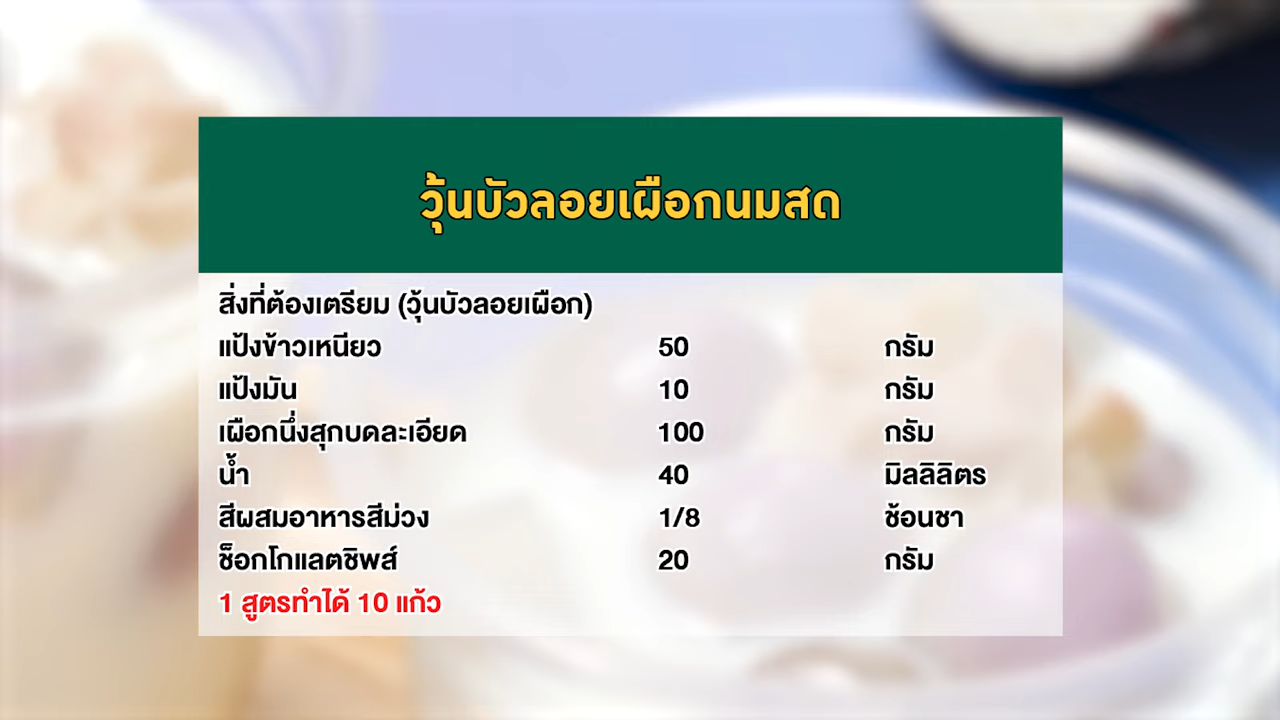 วุ้นบัวลอยเผือกนมสด
สิ่งที่ต้องเตรียม (วุ้นบัวลอยเผือก)
แป้งข้าวเหนียว 50 กรัม
แป้งมัน 10 กรัม
เผือกนึ่งสุกบดละเอียด 100 กรัม
น้ำ 40 มิลลิลิตร
สีผสมอาหารสีม่วง 1/8 ช้อนชา
ช็อกโกแลตชิพส์ 20 กรัม
1 สูตรทำได้ 10 แก้ว